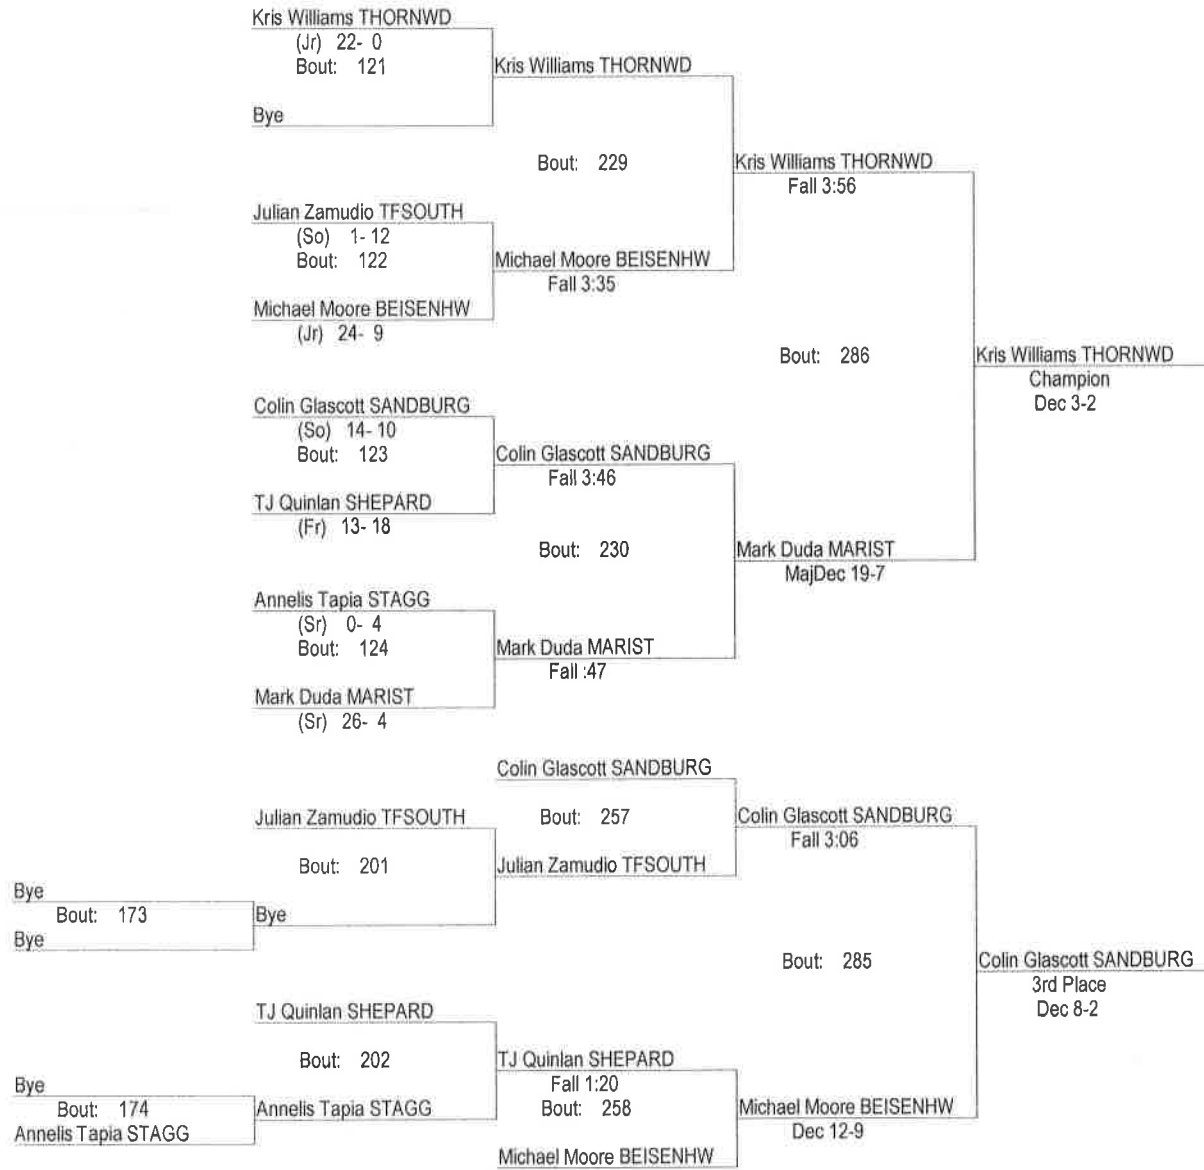 Kris Williams THORNWD
(Jr) 22- 0
Bout: 121
Bye
Kris Williams THORNWD
Bout: 229
Julian Zamudio TFSOUTH
(So) 1- 12
Bout: 122
Michael Moore BEISENHW
(Jr) 24- 9
Michael Moore BEISENHW
Fall 3:35
Kris Williams THORNWD
Fall 3:56
Colin Glascott SANDBURG
(So) 14- 10
Bout: 123
TJ Quinlan SHEPARD
(Fr) 13- 18
Colin Glascott SANDBURG
Fall 3:46
Bout: 230
Annelis Tapia STAGG
(Sr) 0- 4
Bout: 124
Mark Duda MARIST
(Sr) 26- 4
Mark Duda MARIST
Fall :47
Mark Duda MARIST
MajDec 19-7
Bout: 286
Kris Williams THORNWD
Champion
Dec 3-2
Bye
Bout: 173
Bye
Julian Zamudio TFSOUTH
Bout: 201
Bye
Colin Glascott SANDBURG
Bout: 257
Julian Zamudio TFSOUTH
Colin Glascott SANDBURG
Fall 3:06
Bye
Bout: 174
Annelis Tapia STAGG
TJ Quinlan SHEPARD
Bout: 202
Annelis Tapia STAGG
TJ Quinlan SHEPARD
Fall 1:20
Bout: 258
Michael Moore BEISENHW
Michael Moore BEISENHW
Dec 12-9
Bout: 285
Colin Glascott SANDBURG
3rd Place
Dec 8-2